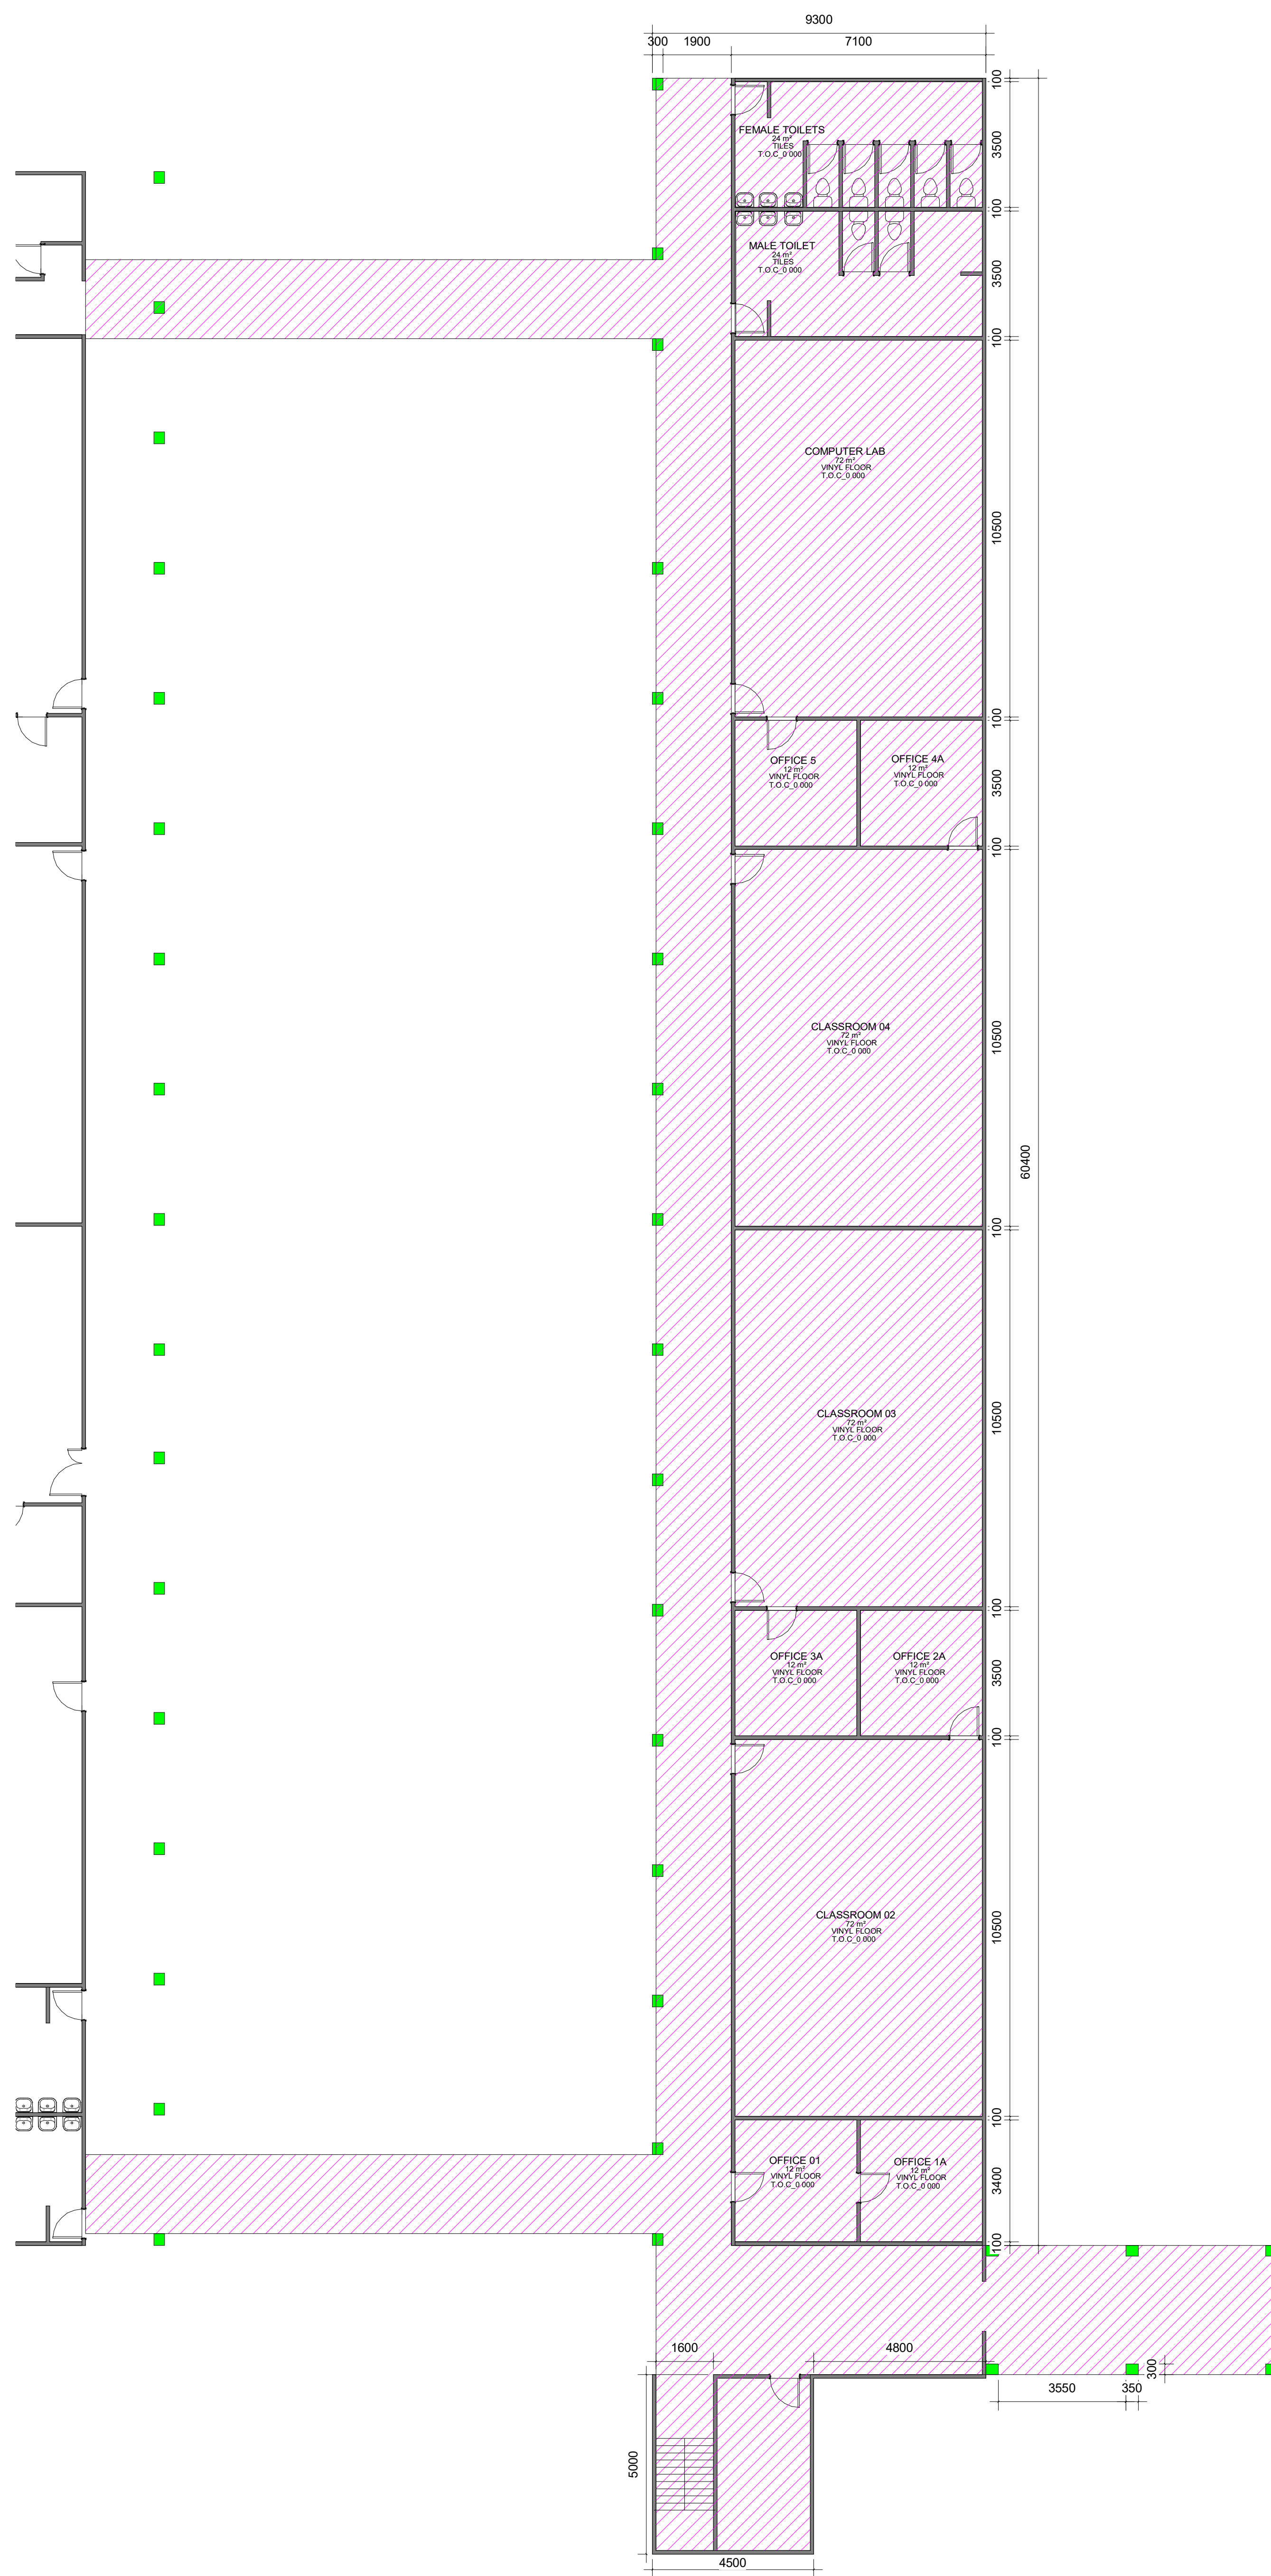 9300
300 1900 7100
100
FEMALE TOILETS
24 m²
TILES
T.O.C_0 000
3500
100
MALE TOILET
24 m²
TILES
T.O.C_0 000
3500
100
COMPUTER LAB
72 m²
VINYL FLOOR
T.O.C_0 000
10500
100
OFFICE 5
12 m²
VINYL FLOOR
T.O.C_0 000
OFFICE 4A
12 m²
VINYL FLOOR
T.O.C_0 000
3500
100
CLASSROOM 04
72 m²
VINYL FLOOR
T.O.C_0 000
10500
60400
100
CLASSROOM 03
72 m²
VINYL FLOOR
T.O.C_0 000
10500
100
OFFICE 3A
12 m²
VINYL FLOOR
T.O.C_0 000
OFFICE 2A
12 m²
VINYL FLOOR
T.O.C_0 000
3500
100
CLASSROOM 02
72 m²
VINYL FLOOR
T.O.C_0 000
10500
100
OFFICE 01
12 m²
VINYL FLOOR
T.O.C_0 000
OFFICE 1A
12 m²
VINYL FLOOR
T.O.C_0 000
3400
100
1600 4800
300
3550 350
5000
4500